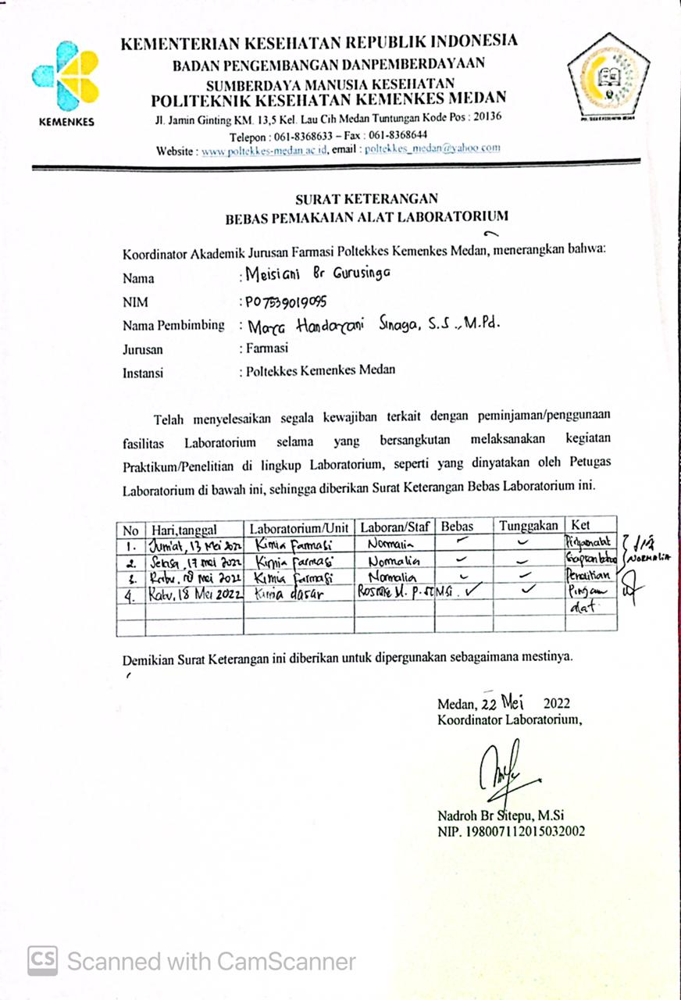 KEMENTERIAN KESEHATAN REPUBLIK INDONESIA
BADAN PENGEMBANGAN DANPEMBERDAYAAN
SUMBERDAYA MANUSIA KESEHATAN
POLITEKNIK KESEHATAN KEMENKES MEDAN
KEMENKES
Jl. Jamin Ginting KM. 13,5 Kel. Lau Cih Medan Tuntungan Kode Pos : 20136
Telepon : 061-8368633 – Fax : 061-8368644
Website : www.poltekkes-medan.ac.id, email : poltekkes_medan@yahoo.com
SURAT KETERANGAN
BEBAS PEMAKAIAN ALAT LABORATORIUM
Koordinator Akademik Jurusan Farmasi Poltekkes Kemenkes Medan, menerangkan bahwa:
Nama : Meisiani Br Gurusinga
NIM : P07539019095
Nama Pembimbing : Handayani Sinaga, S.S., M.Pd.
Jurusan : Farmasi
Instansi : Poltekkes Kemenkes Medan
Telah menyelesaikan segala kewajiban terkait dengan peminjaman/penggunaan
fasilitas Laboratorium selama yang bersangkutan melaksanakan kegiatan
Praktikum/Penelitian di lingkup Laboratorium, seperti yang dinyatakan oleh Petugas
Laboratorium di bawah ini, sehingga diberikan Surat Keterangan Bebas Laboratorium ini.
No Hari,tanggal Laboratorium/Unit Laboran/Staf Bebas Tunggakan Ket
1. Jum'at, 13 Mei 2022 Kimia Farmasi Normalia ✓ ✓
2. Selasa, 17 Mei 2022 Kimia Farmasi Normalia ✓ ✓ NORMALIA
3. Rabu, 18 Mei 2022 Kimia Farmasi Normalia ✓ ✓ Penelitian
4. Rabu, 18 Mei 2022 Kimia dasar M.Si. ✓ ✓ Pinjam
alat
Demikian Surat Keterangan ini diberikan untuk dipergunakan sebagaimana mestinya.
Medan, 22 Mei 2022
Koordinator Laboratorium,
Nadroh Br Sitepu, M.Si
NIP. 198007112015032002
CS Scanned with CamScanner